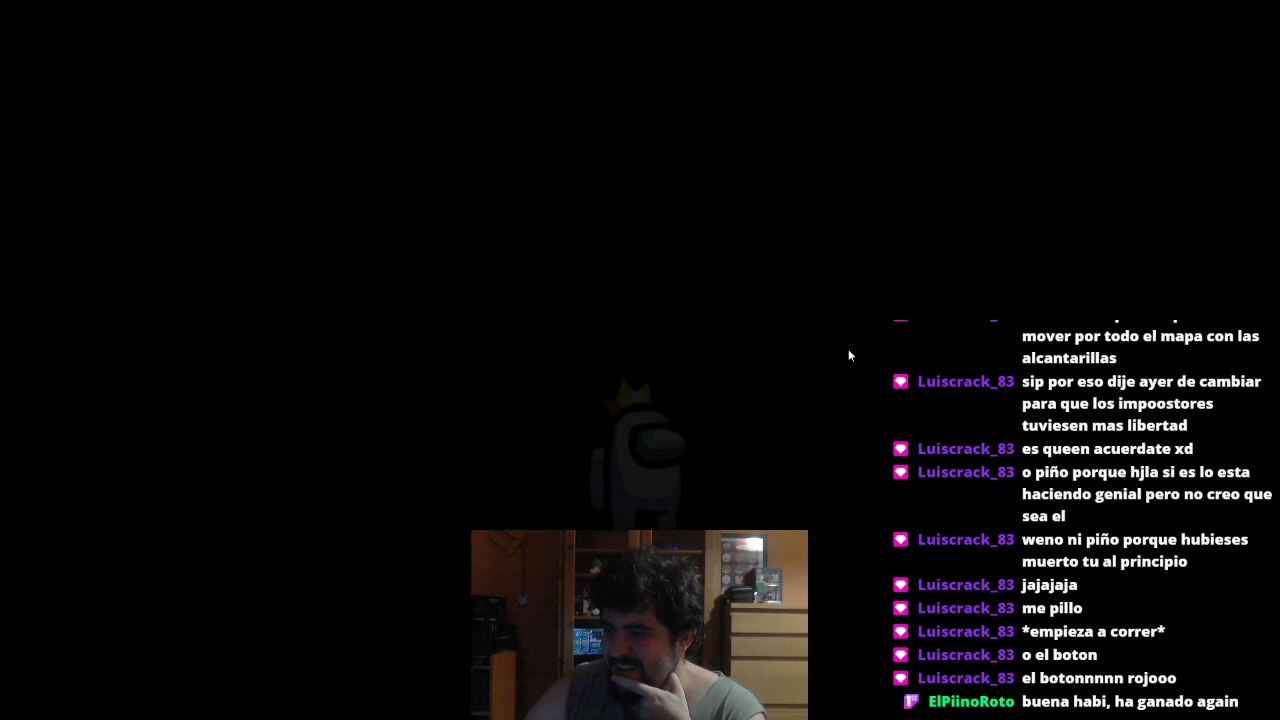 mover por todo el mapa con las
alcantarillas
Luiscrack_83 sip por eso dije ayer de cambiar
para que los impoostores
tuviesen mas libertad
Luiscrack_83 es queen acuerdate xd
Luiscrack_83 o piño porque hjla si es lo esta
haciendo genial pero no creo que
sea el
Luiscrack_83 weno ni piño porque hubieses
muerto tu al principio
Luiscrack_83 jajajaja
Luiscrack_83 me pillo
Luiscrack_83 *empieza a correr*
Luiscrack_83 o el boton
Luiscrack_83 el botonnnnn rojooo
ElPiinoRoto buena habi, ha ganado again